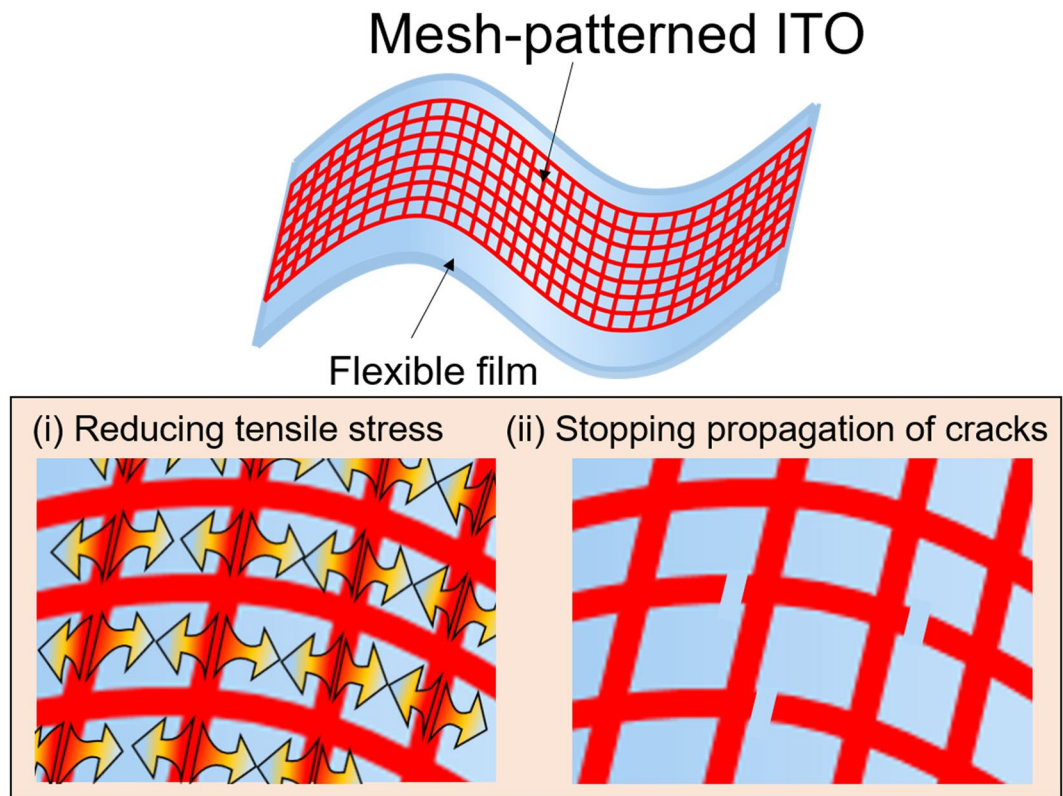 Mesh-patterned ITO
Flexible film
(i) Reducing tensile stress
(ii) Stopping propagation of cracks